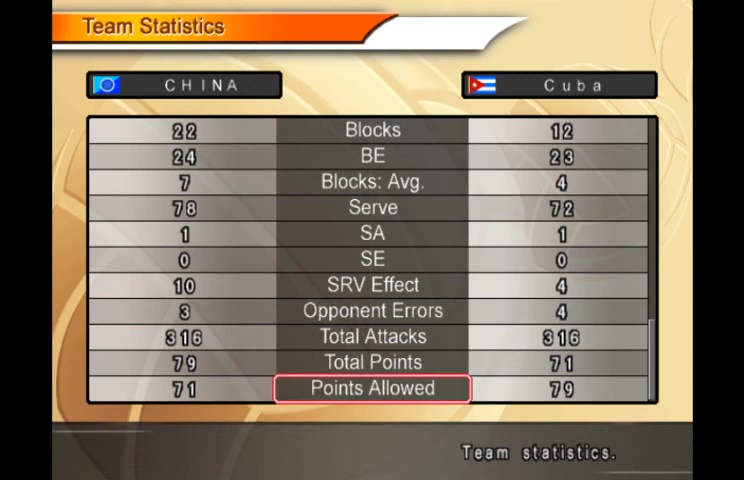 Team Statistics
CHINA Cuba
22 Blocks 12
24 BE 23
7 Blocks: Avg. 4
78 Serve 72
1 SA 1
0 SE 0
10 SRV Effect 4
3 Opponent Errors 4
316 Total Attacks 316
79 Total Points 71
71 Points Allowed 79
Team statistics.